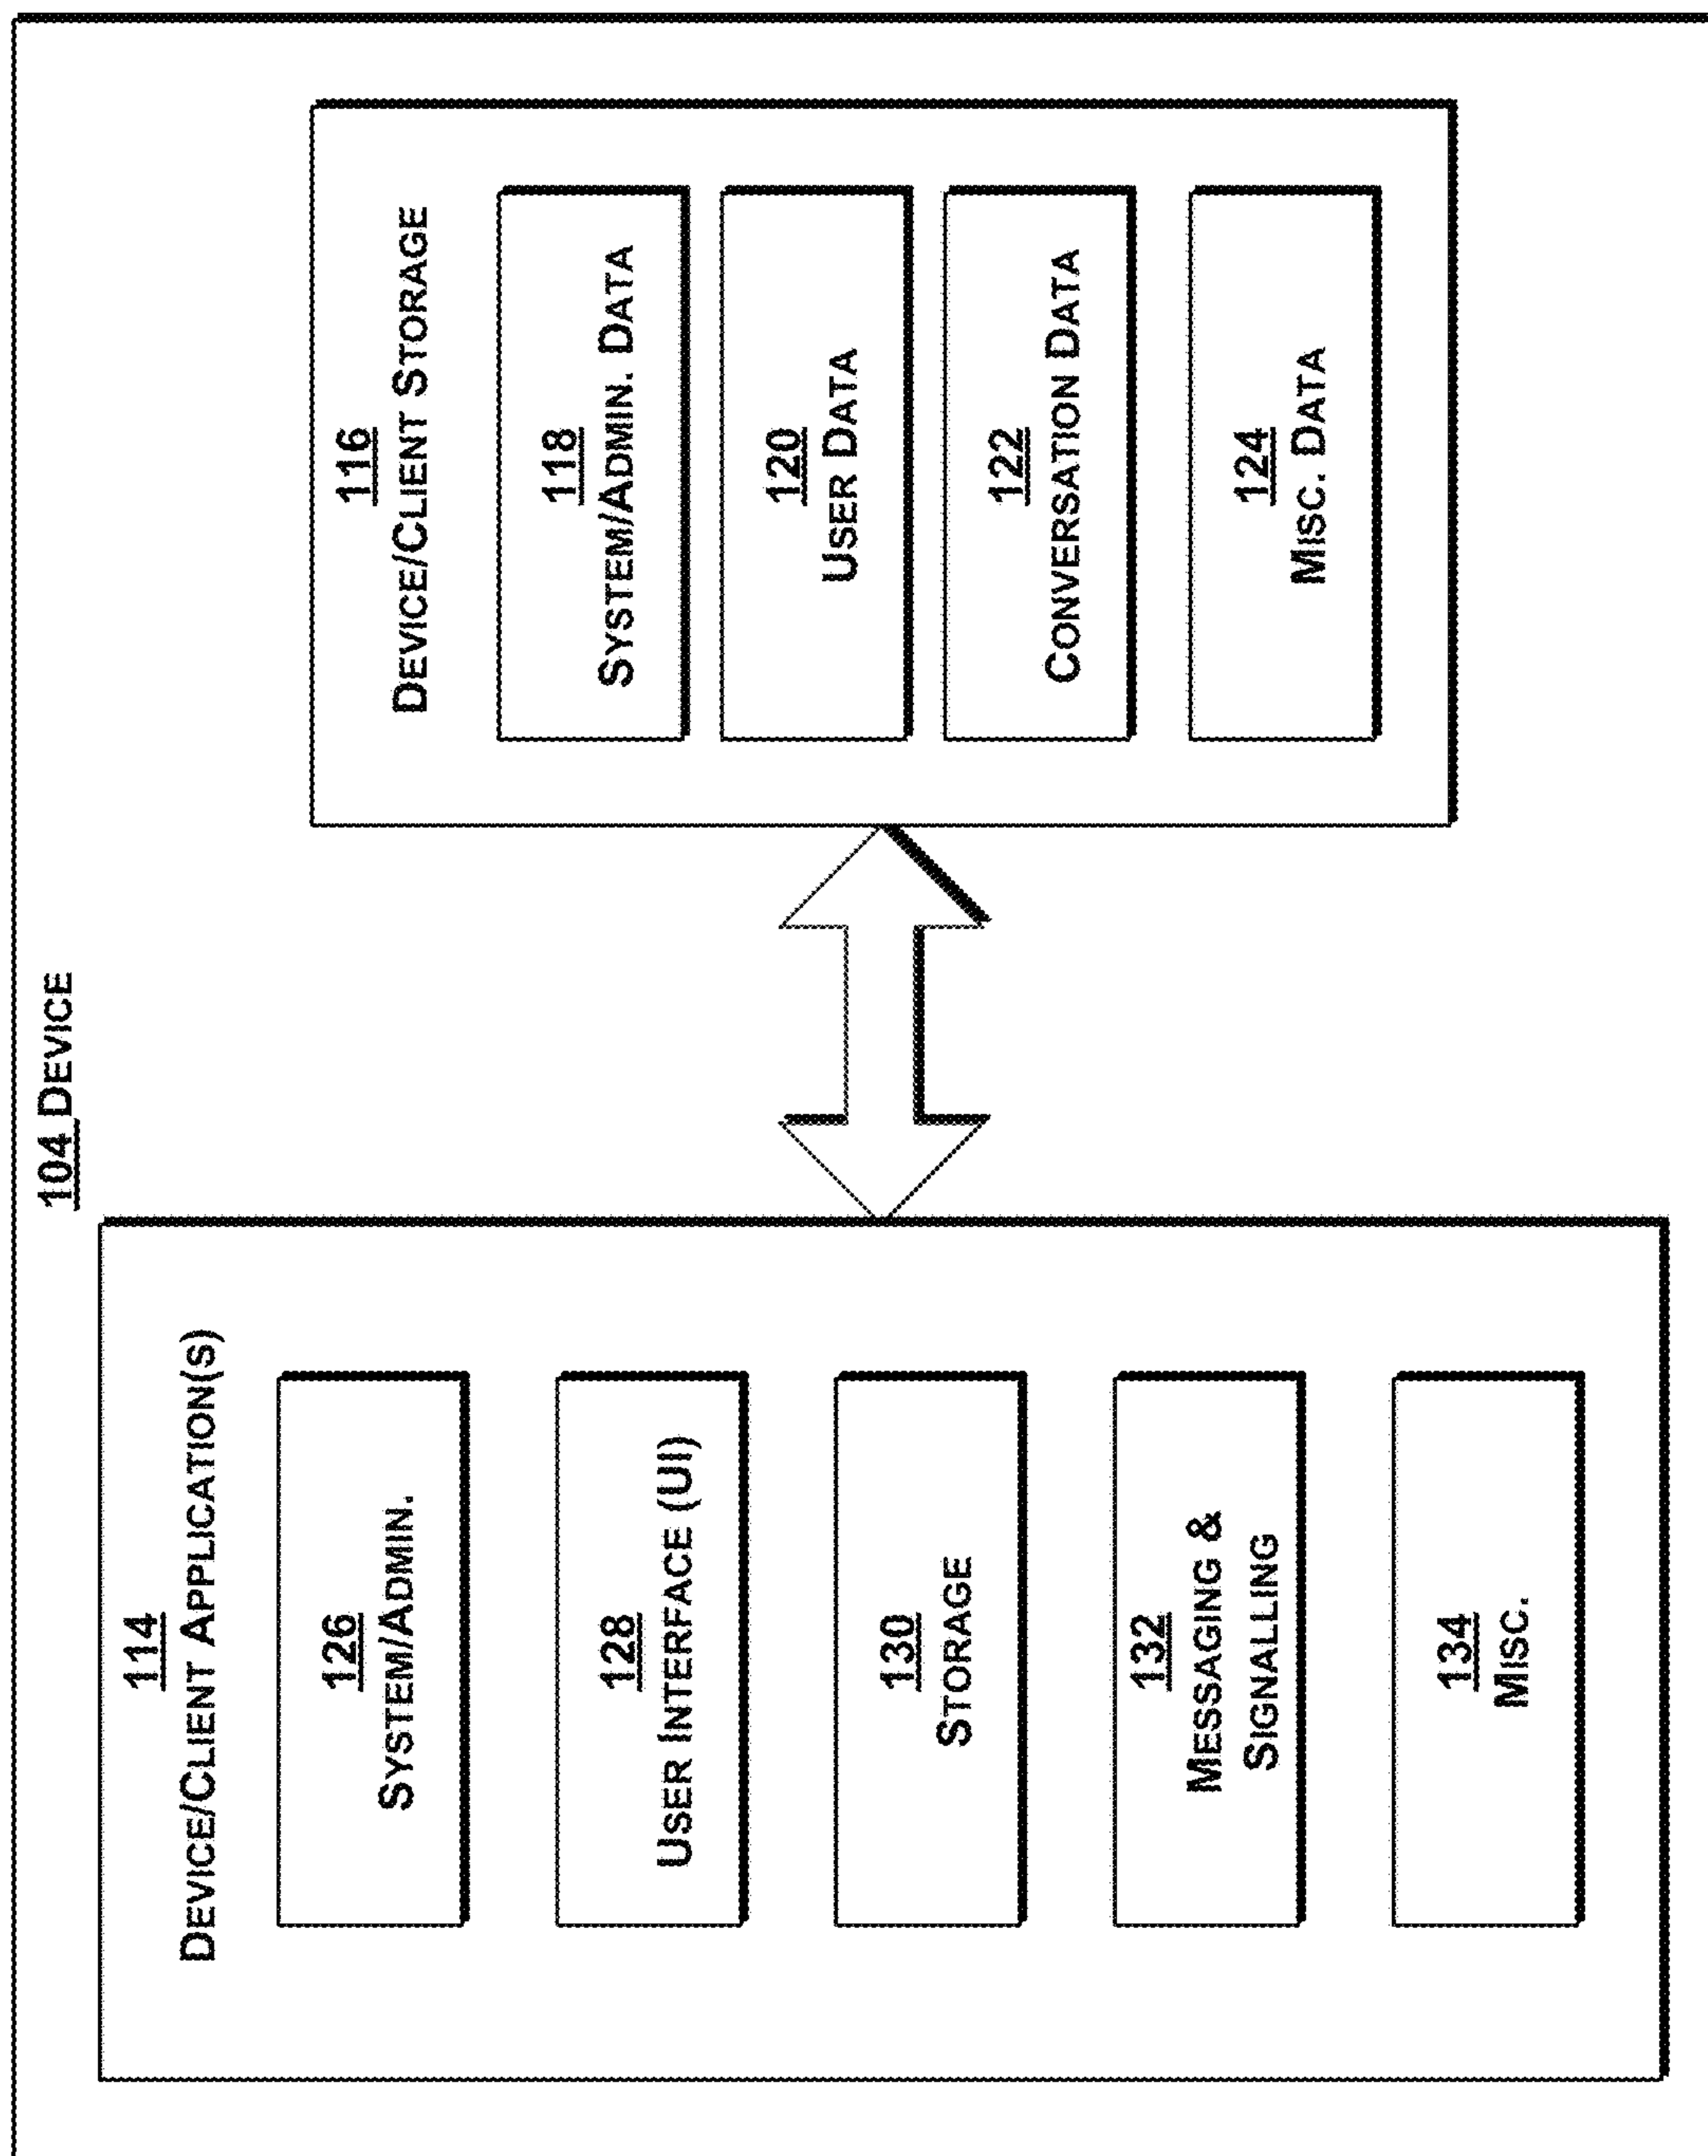 104 DEVICE
114
DEVICE/CLIENT APPLICATION(S)
126
SYSTEM/ADMIN.
128
USER INTERFACE (UI)
130
STORAGE
132
MESSAGING &
SIGNALLING
134
MISC.
116
DEVICE/CLIENT STORAGE
118
SYSTEM/ADMIN. DATA
120
USER DATA
122
CONVERSATION DATA
124
MISC. DATA